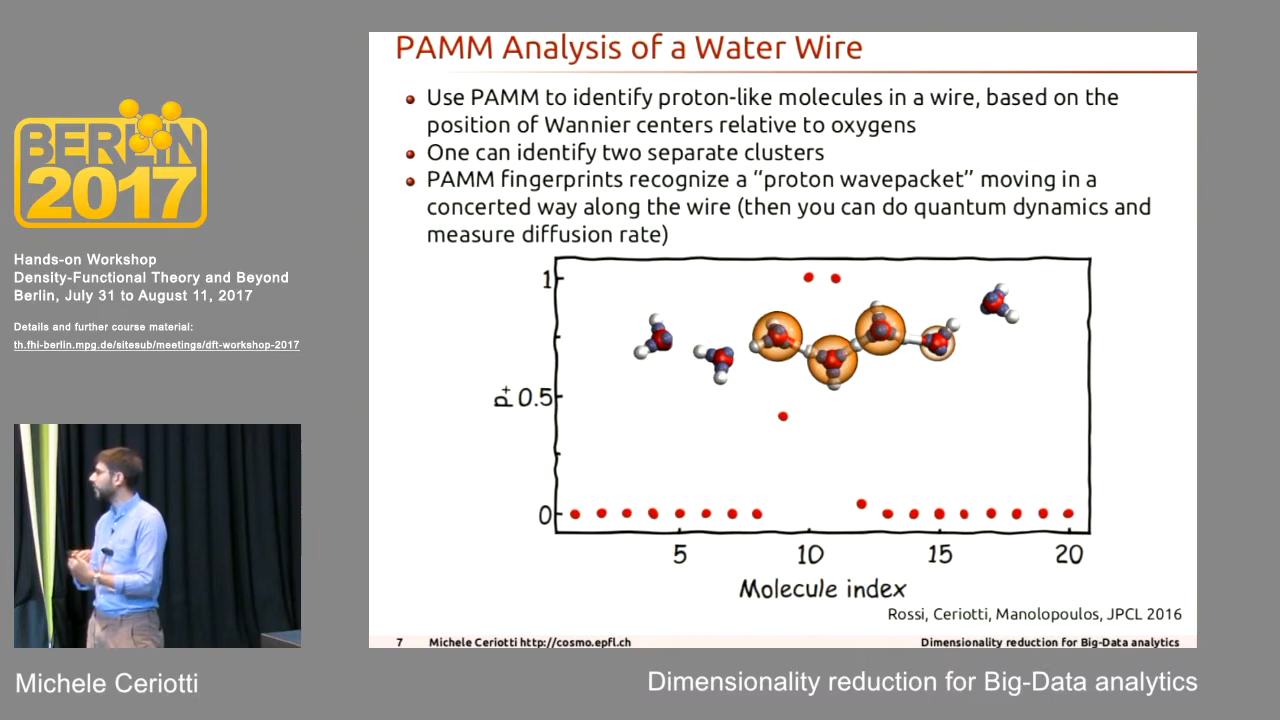 PAMM Analysis of a Water Wire
Use PAMM to identify proton-like molecules in a wire, based on the
position of Wannier centers relative to oxygens
One can identify two separate clusters
PAMM fingerprints recognize a “proton wavepacket” moving in a
concerted way along the wire (then you can do quantum dynamics and
measure diffusion rate)
BERLIN
2017
Hands-on Workshop
Density-Functional Theory and Beyond
Berlin, July 31 to August 11, 2017
Details and further course material:
th.fhi-berlin.mpg.de/sitesub/meetings/dft-workshop-2017
1
0.5
0
p+
5 10 15 20
Molecule index
Rossi, Ceriotti, Manolopoulos, JPCL 2016
7 Michele Ceriotti http://cosmo.epfl.ch Dimensionality reduction for Big-Data analytics
Michele Ceriotti
Dimensionality reduction for Big-Data analytics